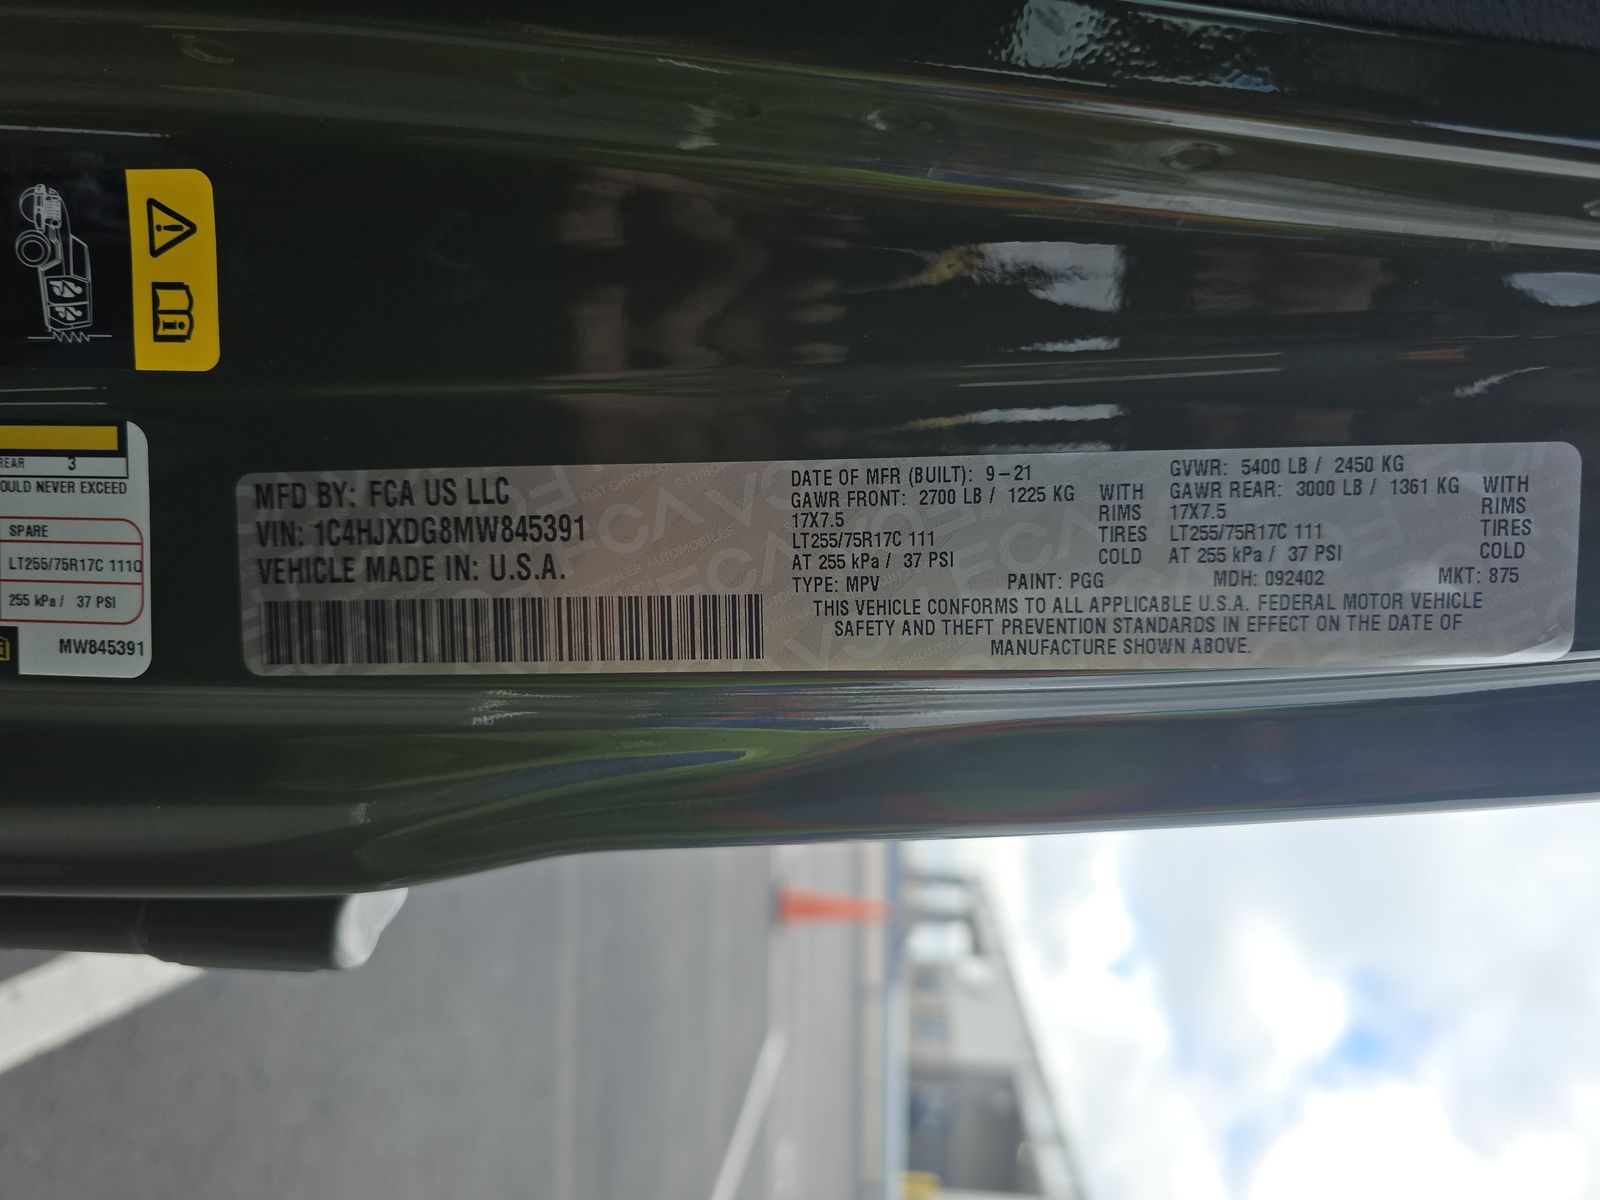 REAR 3
OULD NEVER EXCEED
SPARE
LT255/75R17C 111Q
255 kPa / 37 PSI
MW845391
MFD BY: FCA US LLC
VIN: 1C4HJXDG8MW845391
VEHICLE MADE IN: U.S.A.
DATE OF MFR (BUILT): 9-21
GAWR FRONT: 2700 LB / 1225 KG WITH
17X7.5 RIMS
LT255/75R17C 111 TIRES
AT 255 kPa / 37 PSI COLD
GVWR: 5400 LB / 2450 KG
GAWR REAR: 3000 LB / 1361 KG WITH
17X7.5 RIMS
LT255/75R17C 111 TIRES
AT 255 kPa / 37 PSI COLD
TYPE: MPV PAINT: PGG MDH: 092402 MKT: 875
THIS VEHICLE CONFORMS TO ALL APPLICABLE U.S.A. FEDERAL MOTOR VEHICLE
SAFETY AND THEFT PREVENTION STANDARDS IN EFFECT ON THE DATE OF
MANUFACTURE SHOWN ABOVE.